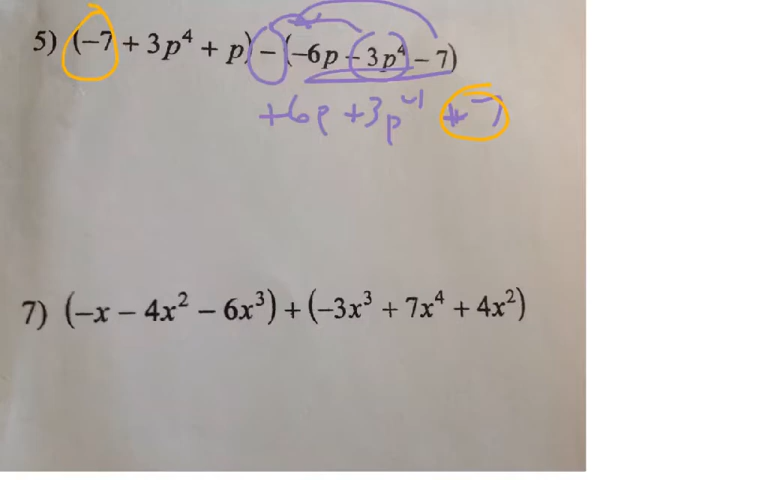 5) (−7 + 3p⁴ + p) − (−6p − 3p⁴ − 7)
+6p +3p⁴ +7
7) (−x − 4x² − 6x³) + (−3x³ + 7x⁴ + 4x²)